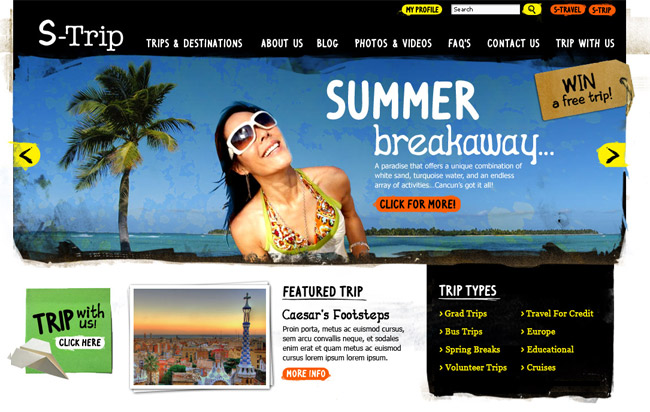 MY PROFILE
Search
S-TRAVEL
S-TRIP
S-Trip
TRIPS & DESTINATIONS
ABOUT US
BLOG
PHOTOS & VIDEOS
FAQ'S
CONTACT US
TRIP WITH US
WIN
a free trip!
SUMMER
breakaway...
A paradise that offers a unique combination of
white sand, turquoise water, and an endless
array of activities...Cancun's got it all!
CLICK FOR MORE!
<
>
TRIP with
us!
CLICK HERE
FEATURED TRIP
Caesar's Footsteps
Proin porta, metus ac euismod cursus,
sem arcu convallis neque, et sodales
enim erat et quam metus ac euismod
cursus lorem ipsum lorem ipsum.
MORE INFO
TRIP TYPES
> Grad Trips
> Bus Trips
> Spring Breaks
> Volunteer Trips
> Travel For Credit
> Europe
> Educational
> Cruises